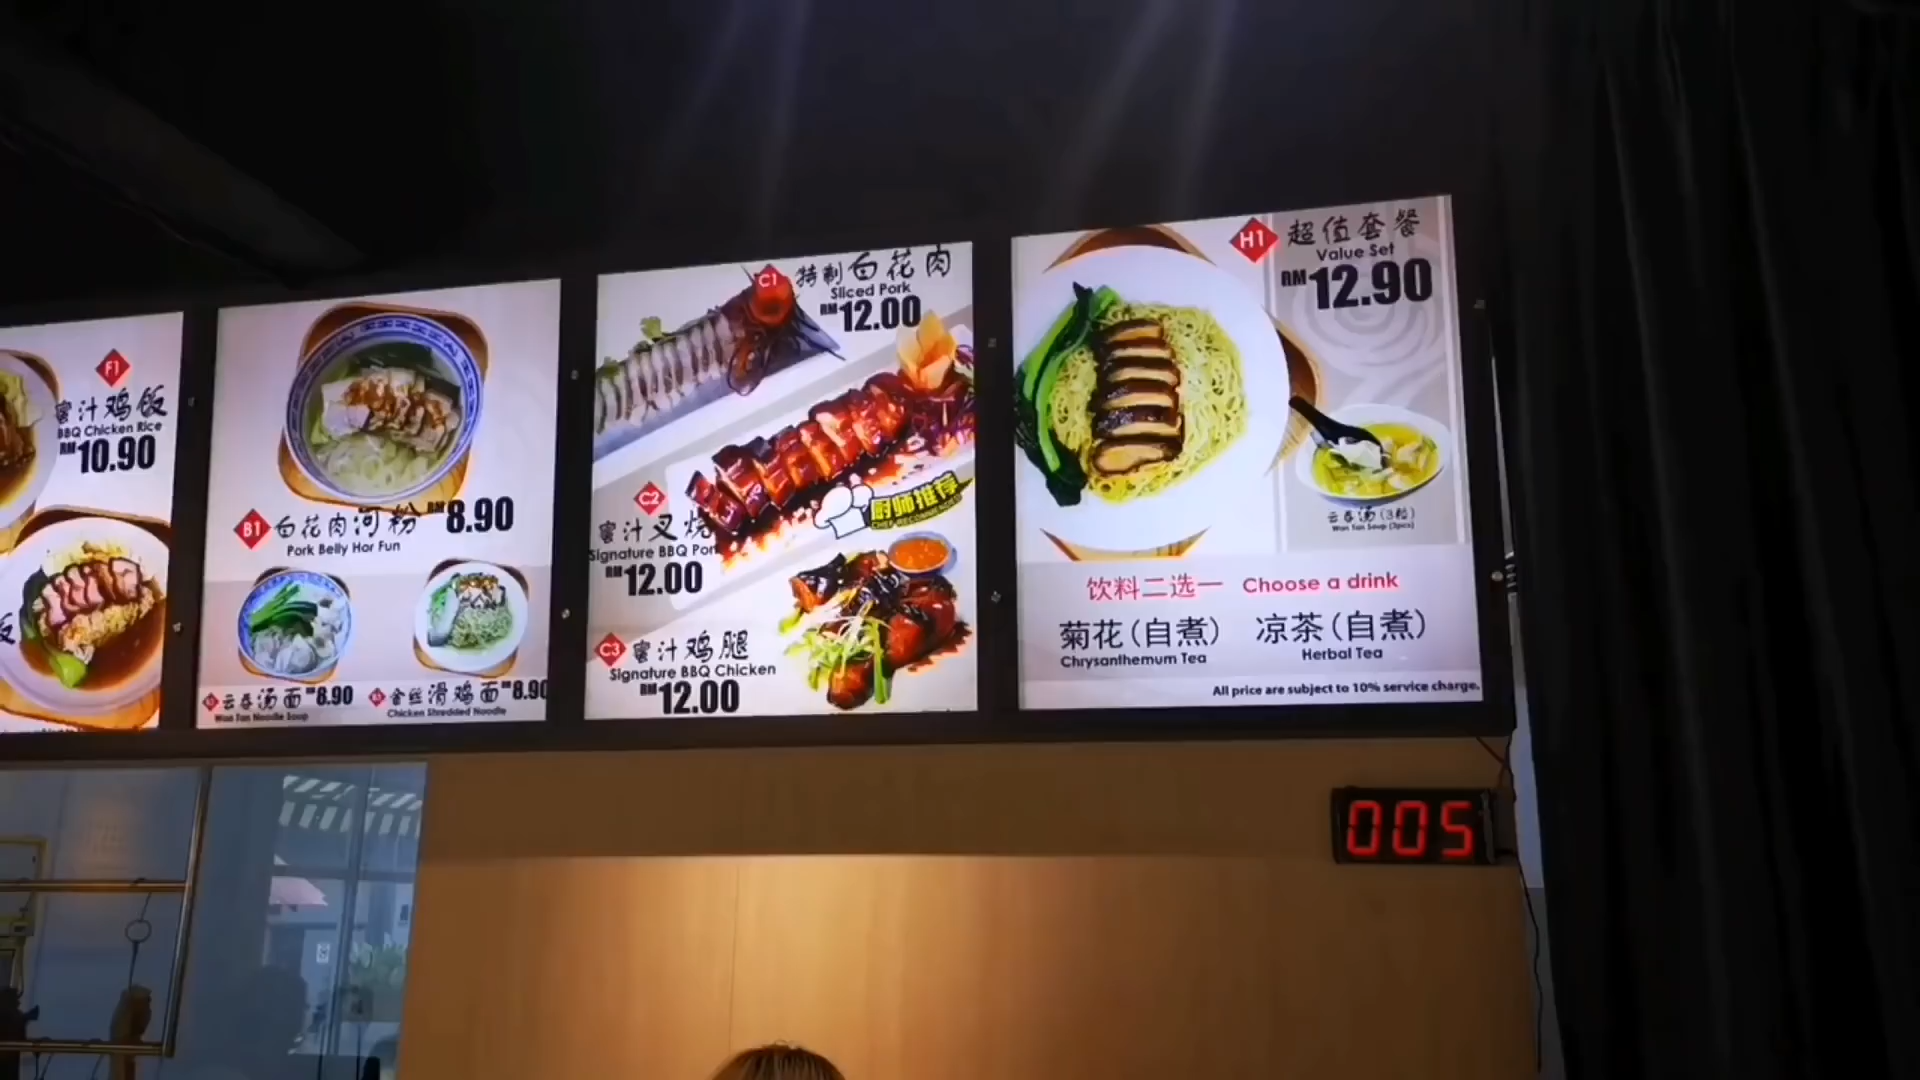 F1
蜜汁鸡饭
BBQ Chicken Rice
RM 10.90
饭
B1 白花肉河粉 RM 8.90
Pork Belly Hor Fun
云吞汤面 RM 8.90
Wan Tan Noodle Soup
金丝滑鸡面 RM 8.90
Chicken Shredded Noodle
C1 特制白花肉
Sliced Pork
RM 12.00
C2
蜜汁叉烧
Signature BBQ Por
RM 12.00
厨师推荐
CHEF RECOMMENDED
C3 蜜汁鸡腿
Signature BBQ Chicken
RM 12.00
H1 超值套餐
Value Set
RM 12.90
云吞汤(3粒)
Wan Tan Soup (3pcs)
饮料二选一 Choose a drink
菊花(自煮) 凉茶(自煮)
Chrysanthemum Tea Herbal Tea
All price are subject to 10% service charge.
005